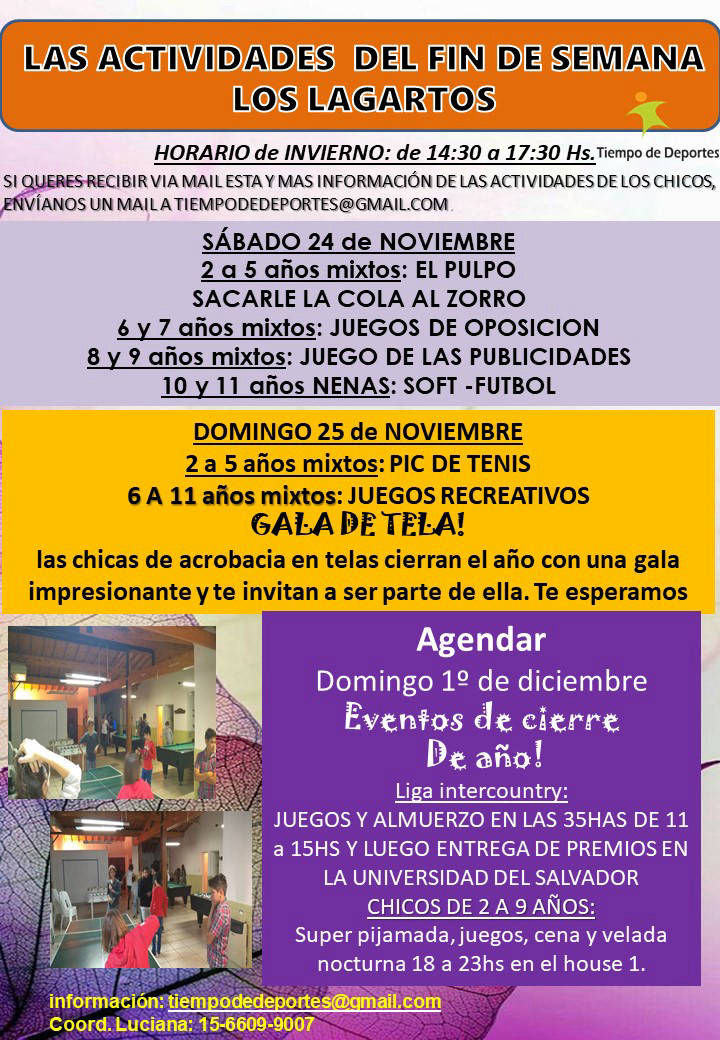 LAS ACTIVIDADES DEL FIN DE SEMANA
LOS LAGARTOS
HORARIO de INVIERNO: de 14:30 a 17:30 Hs.
Tiempo de Deportes
SI QUERES RECIBIR VIA MAIL ESTA Y MAS INFORMACIÓN DE LAS ACTIVIDADES DE LOS CHICOS,
ENVÍANOS UN MAIL A TIEMPODEDEPORTES@GMAIL.COM.
SÁBADO 24 de NOVIEMBRE
2 a 5 años mixtos: EL PULPO
SACARLE LA COLA AL ZORRO
6 y 7 años mixtos: JUEGOS DE OPOSICION
8 y 9 años mixtos: JUEGO DE LAS PUBLICIDADES
10 y 11 años NENAS: SOFT -FUTBOL
DOMINGO 25 de NOVIEMBRE
2 a 5 años mixtos: PIC DE TENIS
6 A 11 años mixtos: JUEGOS RECREATIVOS
GALA DE TELA!
las chicas de acrobacia en telas cierran el año con una gala
impresionante y te invitan a ser parte de ella. Te esperamos
Agendar
Domingo 1º de diciembre
Eventos de cierre
De año!
Liga intercountry:
JUEGOS Y ALMUERZO EN LAS 35HAS DE 11
a 15HS Y LUEGO ENTREGA DE PREMIOS EN
LA UNIVERSIDAD DEL SALVADOR
CHICOS DE 2 A 9 AÑOS:
Super pijamada, juegos, cena y velada
nocturna 18 a 23hs en el house 1.
información: tiempodedeportes@gmail.com
Coord. Luciana: 15-6609-9007